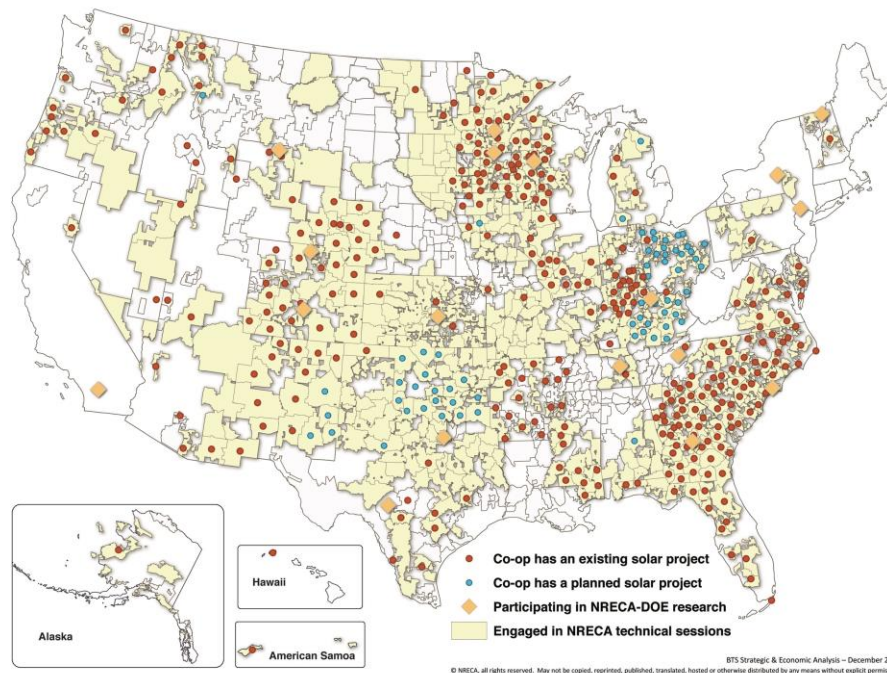 Alaska
Hawaii
American Samoa
Co-op has an existing solar project
Co-op has a planned solar project
Participating in NRECA-DOE research
Engaged in NRECA technical sessions
BTS Strategic & Economic Analysis – December 2
© NRECA, all rights reserved. May not be copied, reprinted, published, translated, hosted or otherwise distributed by any means without explicit